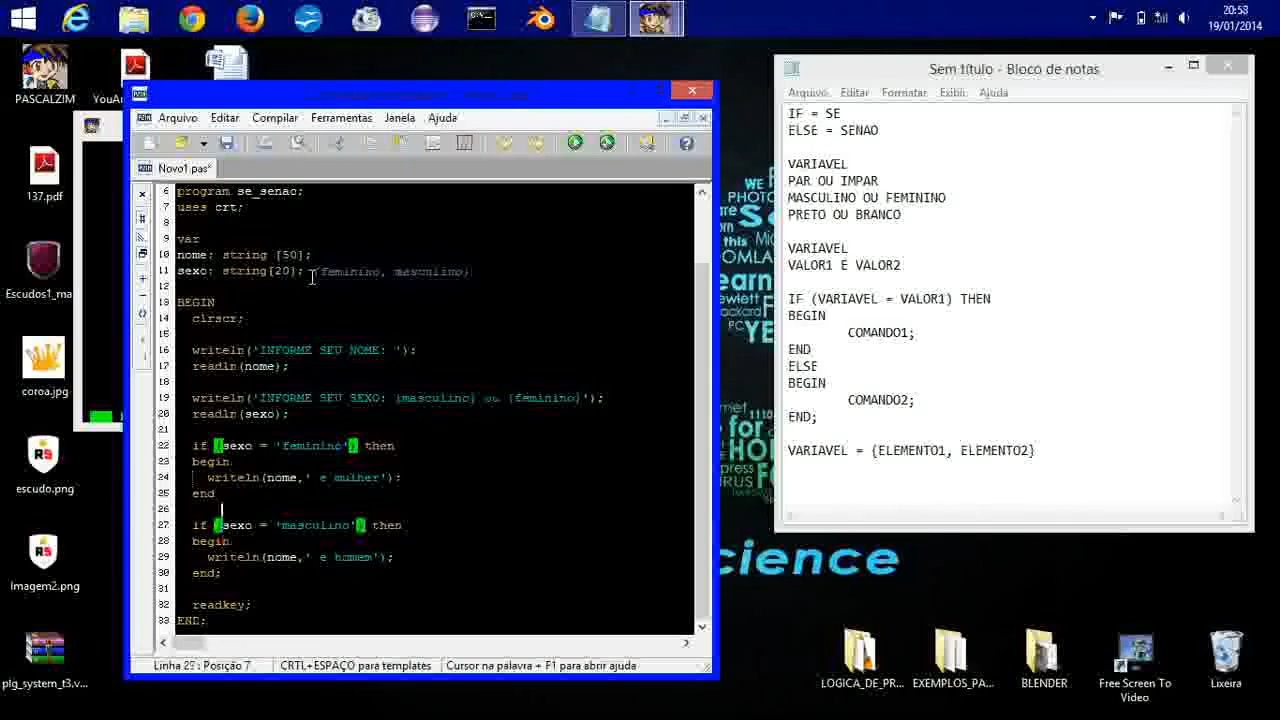 20:58
19/01/2014
PASCALZIM
YouAr
137.pdf
Escudos1_ma
coroa.jpg
escudo.png
Imagem2.png
plg_system_t3.v...
Arquivo Editar Compilar Ferramentas Janela Ajuda
Novo1.pas*
6 program se_senao;
7 uses crt;
8
9 var
10 nome: string [50];
11 sexo: string[20]; {feminino, masculino}
12
13 BEGIN
14 clrscr;
15
16 writeln('INFORME SEU NOME: ');
17 readln(nome);
18
19 writeln('INFORME SEU SEXO: {masculino} ou {feminino}');
20 readln(sexo);
21
22 if (sexo = 'feminino') then
23 begin
24 writeln(nome,' e mulher');
25 end
26
27 if (sexo = 'masculino') then
28 begin
29 writeln(nome,' e homem');
30 end;
31
32 readkey;
33 END.
Linha 25 : Posição 7 CRTL+ESPAÇO para templates Cursor na palavra + F1 para abrir ajuda
Sem título - Bloco de notas
Arquivo Editar Formatar Exibir Ajuda
IF = SE
ELSE = SENAO
VARIAVEL
PAR OU IMPAR
MASCULINO OU FEMININO
PRETO OU BRANCO
VARIAVEL
VALOR1 E VALOR2
IF (VARIAVEL = VALOR1) THEN
BEGIN
COMANDO1;
END
ELSE
BEGIN
COMANDO2;
END;
VARIAVEL = {ELEMENTO1, ELEMENTO2}
cience
LOGICA_DE_PR...
EXEMPLOS_PA...
BLENDER
Free Screen To
Video
Lixeira